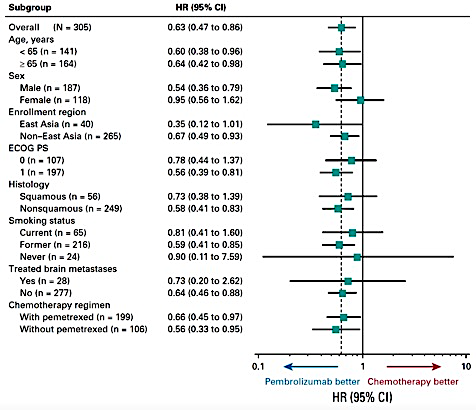 Subgroup HR (95% CI)
Overall (N = 305) 0.63 (0.47 to 0.86)
Age, years
< 65 (n = 141) 0.60 (0.38 to 0.96)
≥ 65 (n = 164) 0.64 (0.42 to 0.98)
Sex
Male (n = 187) 0.54 (0.36 to 0.79)
Female (n = 118) 0.95 (0.56 to 1.62)
Enrollment region
East Asia (n = 40) 0.35 (0.12 to 1.01)
Non–East Asia (n = 265) 0.67 (0.49 to 0.93)
ECOG PS
0 (n = 107) 0.78 (0.44 to 1.37)
1 (n = 197) 0.56 (0.39 to 0.81)
Histology
Squamous (n = 56) 0.73 (0.38 to 1.39)
Nonsquamous (n = 249) 0.58 (0.41 to 0.83)
Smoking status
Current (n = 65) 0.81 (0.41 to 1.60)
Former (n = 216) 0.59 (0.41 to 0.85)
Never (n = 24) 0.90 (0.11 to 7.59)
Treated brain metastases
Yes (n = 28) 0.73 (0.20 to 2.62)
No (n = 277) 0.64 (0.46 to 0.88)
Chemotherapy regimen
With pemetrexed (n = 199) 0.66 (0.45 to 0.97)
Without pemetrexed (n = 106) 0.56 (0.33 to 0.95)
0.1 1 10
Pembrolizumab better Chemotherapy better
HR (95% CI)